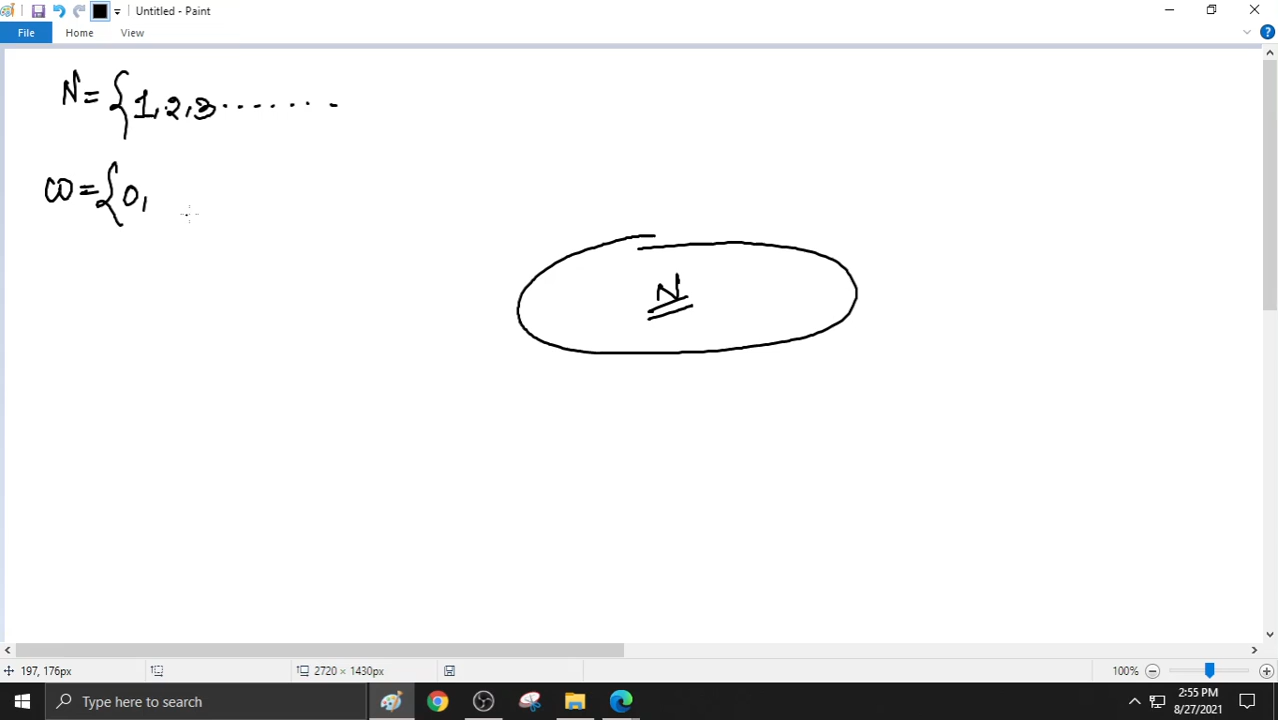 Untitled - Paint
File Home View
N = {1, 2, 3 . . . . . . .
W = {0,
N
197, 176px
2720 × 1430px
100%
Type here to search
2:55 PM
8/27/2021